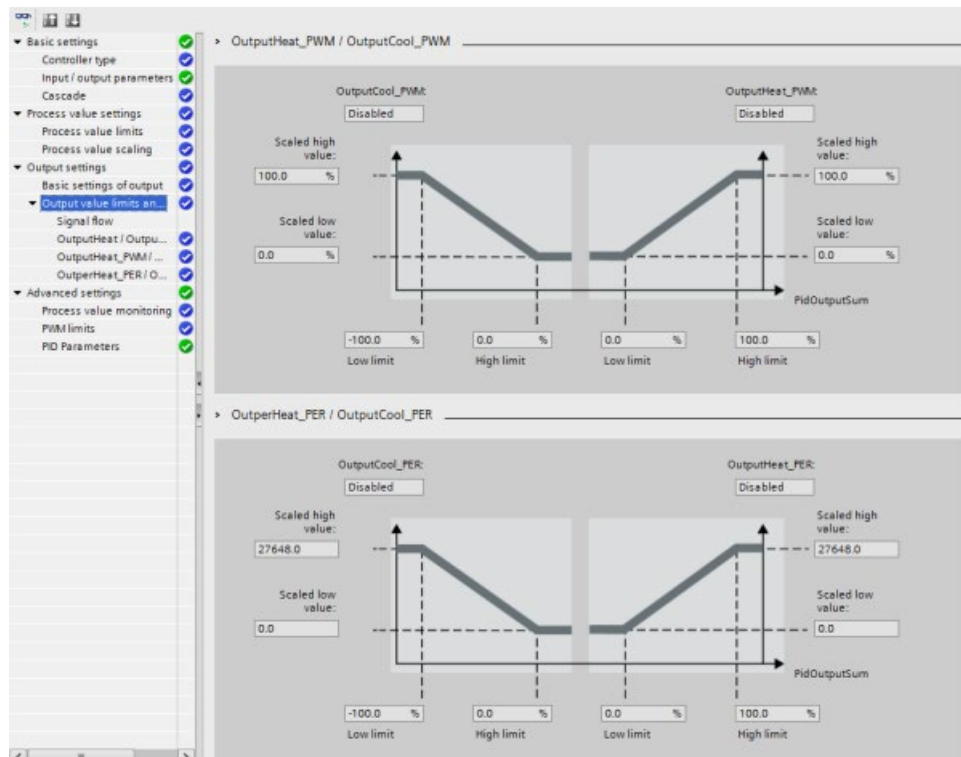 Basic settings
Controller type
Input / output parameters
Cascade
Process value settings
Process value limits
Process value scaling
Output settings
Basic settings of output
Output value limits an...
Signal flow
OutputHeat / Outpu...
OutputHeat_PWM / ...
OutperHeat_PER / O...
Advanced settings
Process value monitoring
PWM limits
PID Parameters
OutputHeat_PWM / OutputCool_PWM
OutputCool_PWM:
Disabled
OutputHeat_PWM:
Disabled
Scaled high
value:
100.0 %
Scaled low
value:
0.0 %
Scaled high
value:
100.0 %
Scaled low
value:
0.0 %
PidOutputSum
-100.0 %
0.0 %
0.0 %
100.0 %
Low limit
High limit
Low limit
High limit
OutperHeat_PER / OutputCool_PER
OutputCool_PER:
Disabled
OutputHeat_PER:
Disabled
Scaled high
value:
27648.0
Scaled low
value:
0.0
Scaled high
value:
27648.0
Scaled low
value:
0.0
PidOutputSum
-100.0 %
0.0 %
0.0 %
100.0 %
Low limit
High limit
Low limit
High limit